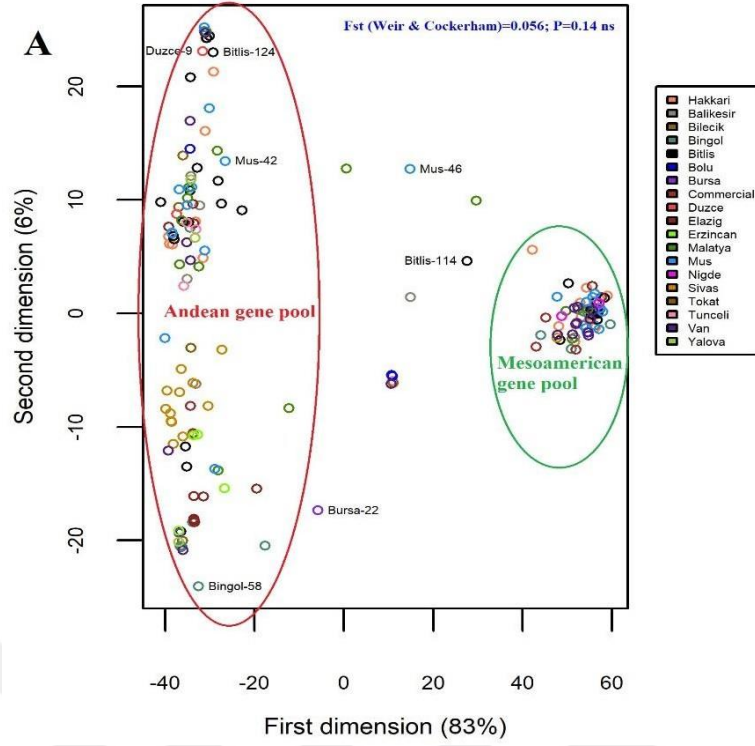 A
Fst (Weir & Cockerham)=0.056; P=0.14 ns
Duzce-9
Bitlis-124
Mus-42
Mus-46
Bitlis-114
Andean gene pool
Mesoamerican
gene pool
Bursa-22
Bingol-58
Second dimension (6%)
20
10
0
-10
-20
-40
-20
0
20
40
60
First dimension (83%)
Hakkari
Balikesir
Bilecik
Bingol
Bitlis
Bolu
Bursa
Commercial
Duzce
Elazig
Erzincan
Malatya
Mus
Nigde
Sivas
Tokat
Tunceli
Van
Yalova